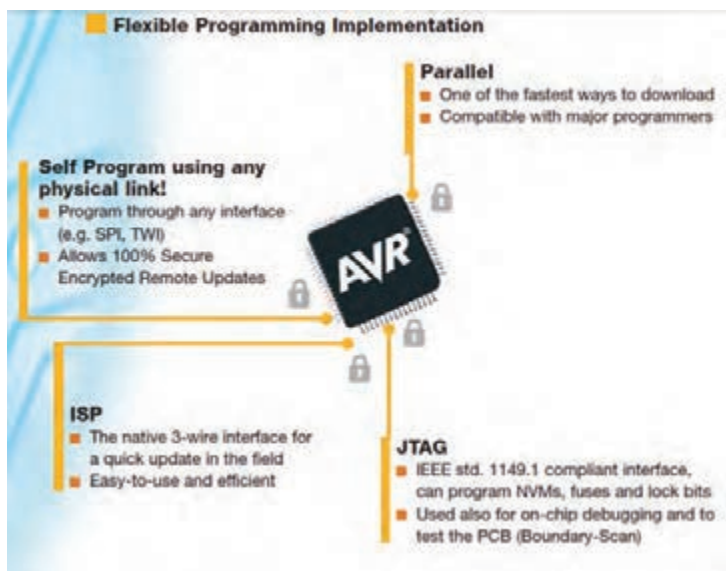 Flexible Programming Implementation
Parallel
One of the fastest ways to download
Compatible with major programmers
Self Program using any
physical link!
Program through any interface
(e.g. SPI, TWI)
Allows 100% Secure
Encrypted Remote Updates
AVR®
ISP
The native 3-wire interface for
a quick update in the field
Easy-to-use and efficient
JTAG
IEEE std. 1149.1 compliant interface,
can program NVMs, fuses and lock bits
Used also for on-chip debugging and to
test the PCB (Boundary-Scan)